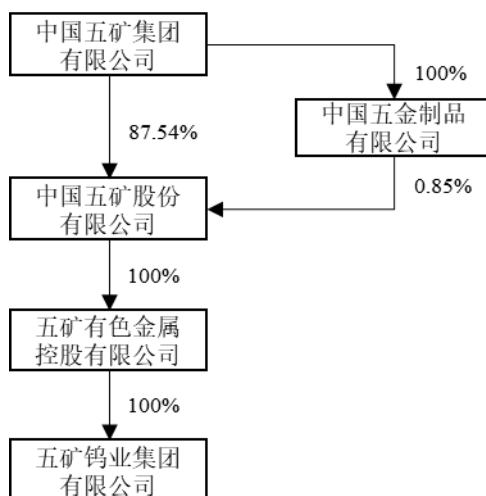 中国五矿集团
有限公司
100%
中国五金制品
有限公司
87.54%
0.85%
中国五矿股份
有限公司
100%
五矿有色金属
控股有限公司
100%
五矿钨业集团
有限公司